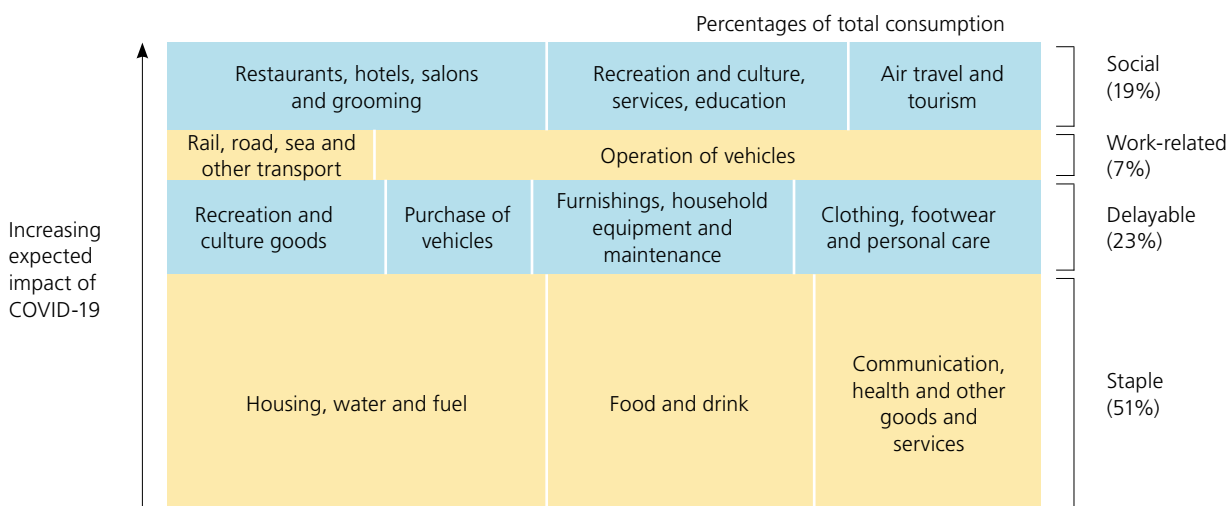 Percentages of total consumption
Restaurants, hotels, salons
and grooming
Recreation and culture,
services, education
Air travel and
tourism
Social
(19%)
Rail, road, sea and
other transport
Operation of vehicles
Work-related
(7%)
Recreation and
culture goods
Purchase of
vehicles
Furnishings, household
equipment and
maintenance
Clothing, footwear
and personal care
Delayable
(23%)
Increasing
expected
impact of
COVID-19
Housing, water and fuel
Food and drink
Communication,
health and other
goods and
services
Staple
(51%)